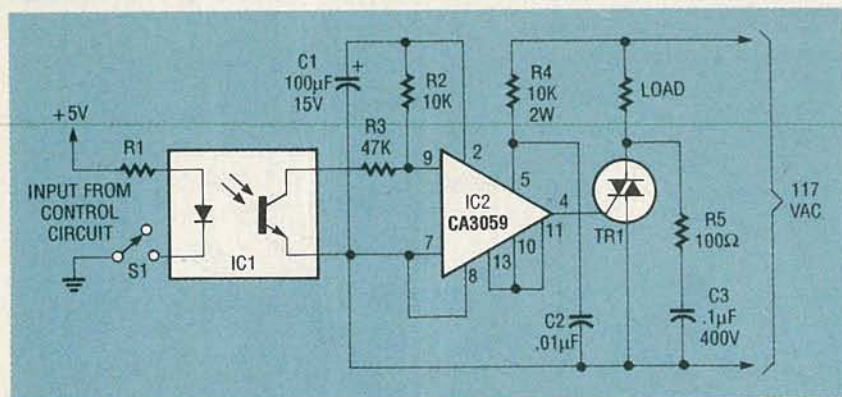 +5V
R1
INPUT FROM
CONTROL
CIRCUIT
S1
IC1
C1
100µF
15V
+
R2
10K
R3
47K
9
2
7
8
IC2
CA3059
5
4
13
10
11
R4
10K
2W
C2
.01µF
LOAD
TR1
R5
100Ω
C3
.1µF
400V
117
VAC